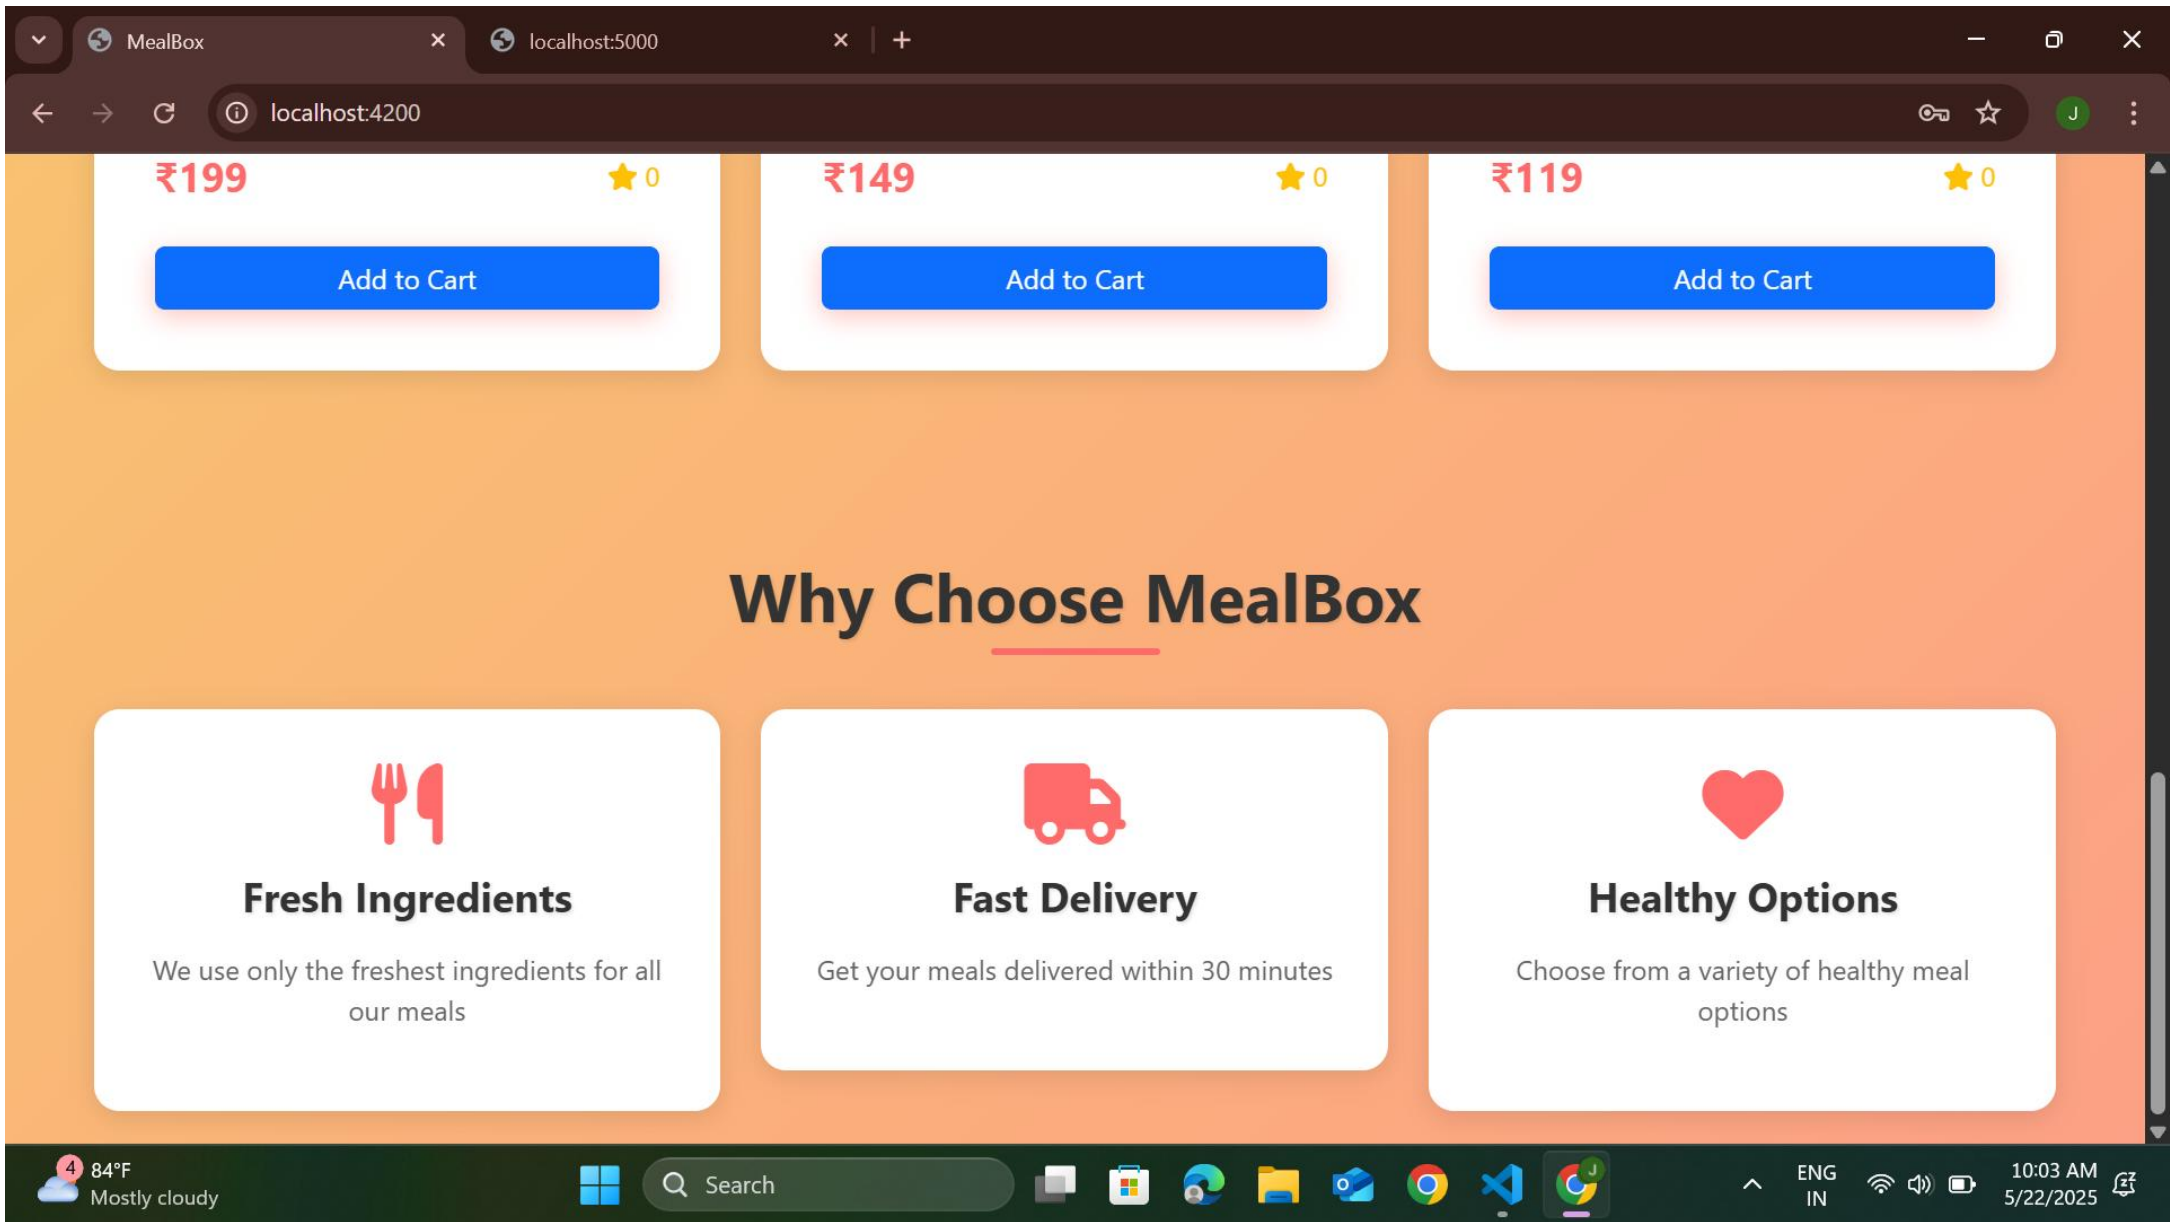 MealBox
localhost:5000
localhost:4200
J
₹199
0
₹149
0
₹119
0
Add to Cart
Add to Cart
Add to Cart
Why Choose MealBox
Fresh Ingredients
We use only the freshest ingredients for all
our meals
Fast Delivery
Get your meals delivered within 30 minutes
Healthy Options
Choose from a variety of healthy meal
options
4
84°F
Mostly cloudy
Search
J
ENG
IN
10:03 AM
5/22/2025